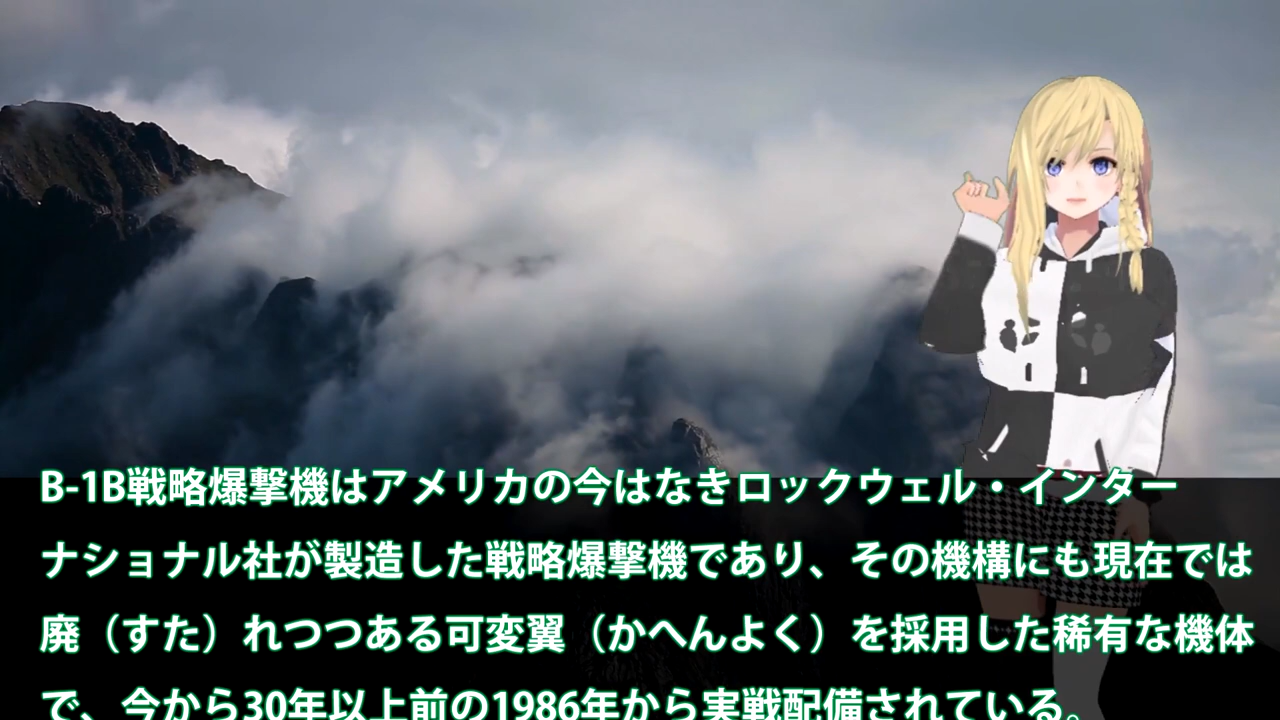 B-1B戦略爆撃機はアメリカの今はなきロックウェル・インター
ナショナル社が製造した戦略爆撃機であり、その機構にも現在では
廃（すた）れつつある可変翼（かへんよく）を採用した稀有な機体
で、今から30年以上前の1986年から実戦配備されている。